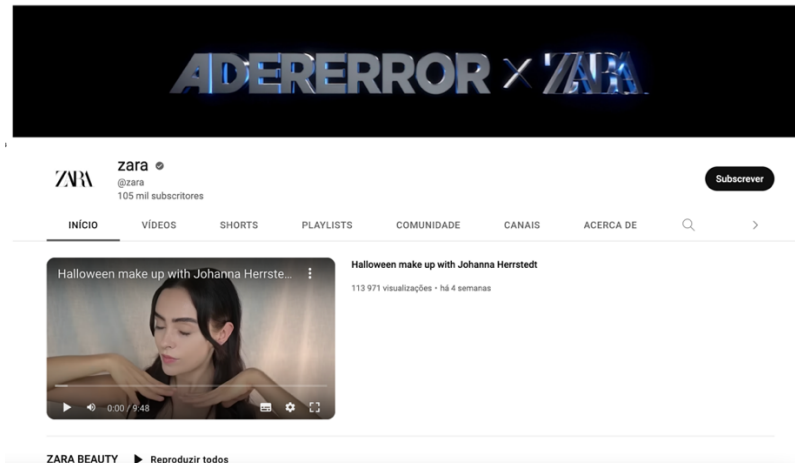 ADERERROR × ZARA
ZARA
zara
@zara
105 mil subscritores
Subscrever
INÍCIO VÍDEOS SHORTS PLAYLISTS COMUNIDADE CANAIS ACERCA DE
Halloween make up with Johanna Herrste...
0:00 / 9:48
Halloween make up with Johanna Herrstedt
113 971 visualizações • há 4 semanas
ZARA BEAUTY Reproduzir todos